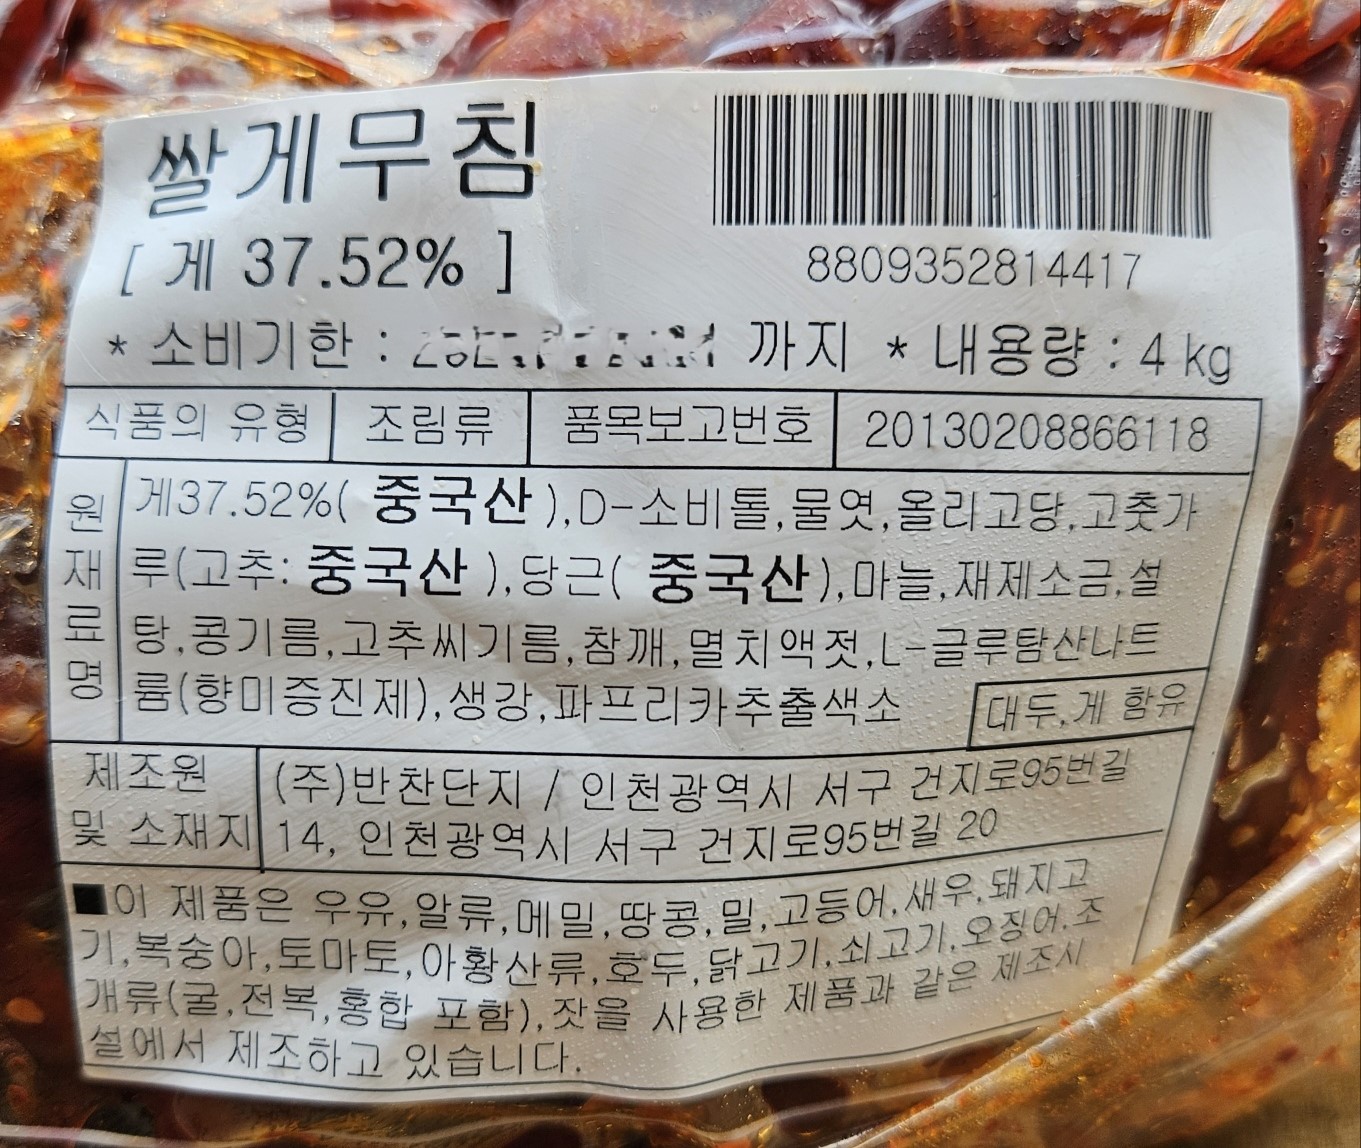 쌀게무침
[ 게 37.52% ]
8809352814417
* 소비기한 : 까지 * 내용량 : 4 kg
식품의 유형 조림류 품목보고번호 20130208866118
원재료명
게37.52%( 중국산 ),D-소비톨,물엿,올리고당,고춧가
루(고추: 중국산 ),당근( 중국산 ),마늘,재제소금,설
탕,콩기름,고추씨기름,참깨,멸치액젓,L-글루탐산나트
륨(향미증진제),생강,파프리카추출색소 대두,게 함유
제조원
및 소재지
(주)반찬단지 / 인천광역시 서구 건지로95번길
14, 인천광역시 서구 건지로95번길 20
■이 제품은 우유,알류,메밀,땅콩,밀,고등어,새우,돼지고
기,복숭아,토마토,아황산류,호두,닭고기,쇠고기,오징어,조
개류(굴,전복,홍합 포함),잣을 사용한 제품과 같은 제조시
설에서 제조하고 있습니다.